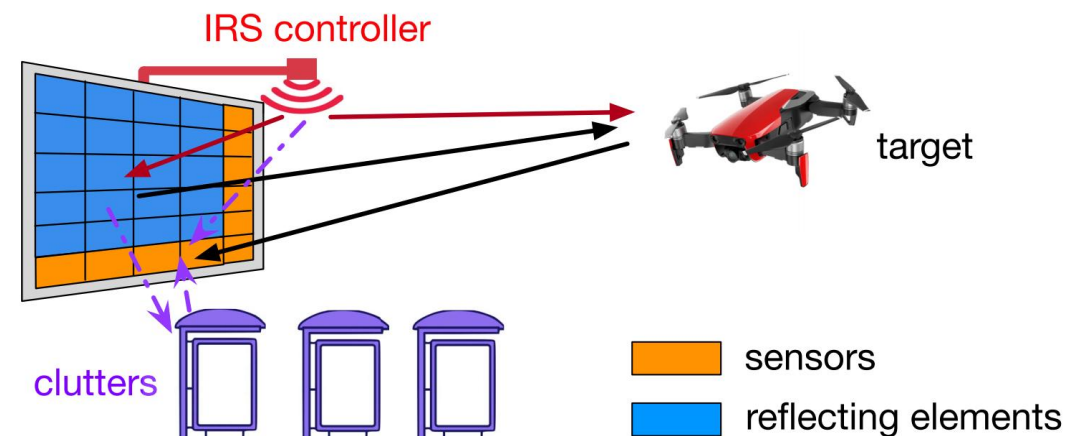 IRS controller
target
clutters
sensors
reflecting elements